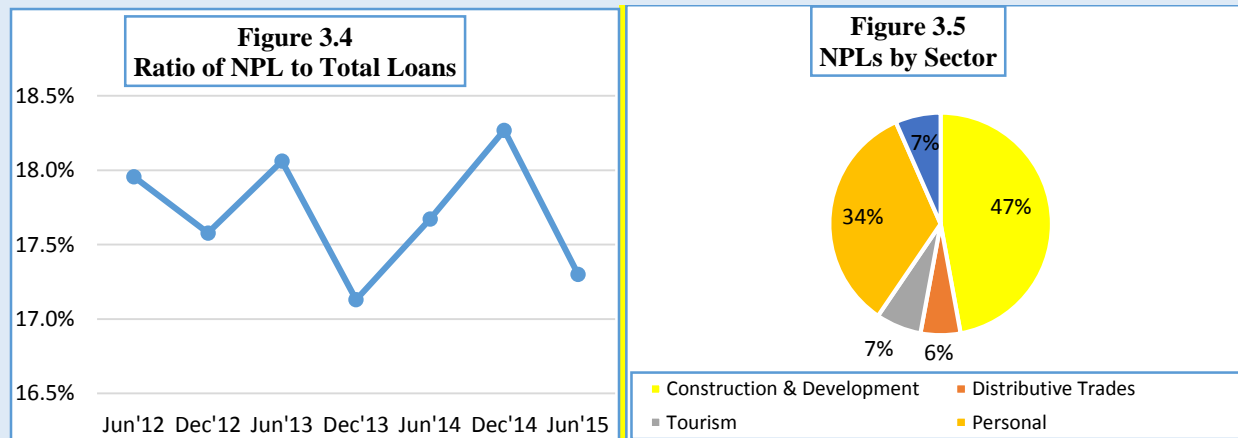 Figure 3.4
Ratio of NPL to Total Loans
18.5%
18.0%
17.5%
17.0%
16.5%
Jun'12 Dec'12 Jun'13 Dec'13 Jun'14 Dec'14 Jun'15
Figure 3.5
NPLs by Sector
7%
47%
34%
7%
6%
Construction & Development
Distributive Trades
Tourism
Personal